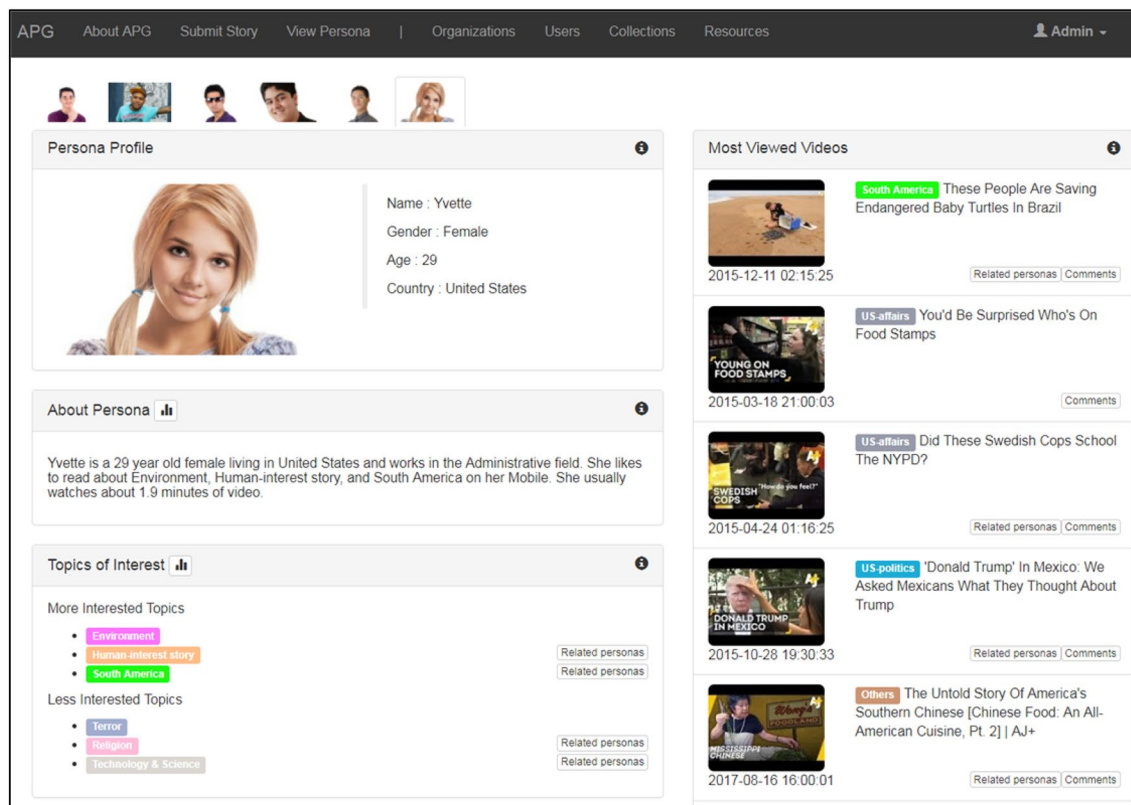 APG About APG Submit Story View Persona | Organizations Users Collections Resources Admin
Persona Profile
Name : Yvette
Gender : Female
Age : 29
Country : United States
About Persona
Yvette is a 29 year old female living in United States and works in the Administrative field. She likes
to read about Environment, Human-interest story, and South America on her Mobile. She usually
watches about 1.9 minutes of video.
Topics of Interest
More Interested Topics
Environment
Human-interest story Related personas
South America Related personas
Less Interested Topics
Terror
Religion Related personas
Technology & Science Related personas
Most Viewed Videos
South America These People Are Saving
Endangered Baby Turtles In Brazil
2015-12-11 02:15:25 Related personas Comments
US-affairs You'd Be Surprised Who's On
Food Stamps
YOUNG ON
FOOD STAMPS
2015-03-18 21:00:03 Comments
US-affairs Did These Swedish Cops School
The NYPD?
"How do you feel?"
SWEDISH
COPS
2015-04-24 01:16:25 Related personas Comments
US-politics 'Donald Trump' In Mexico: We
Asked Mexicans What They Thought About
Trump
DONALD TRUMP
IN MEXICO
2015-10-28 19:30:33 Related personas Comments
Others The Untold Story Of America's
Southern Chinese [Chinese Food: An All-
American Cuisine, Pt. 2] | AJ+
Wong's
FOODLAND
MISSISSIPPI
CHINESE
2017-08-16 16:00:01 Related personas Comments